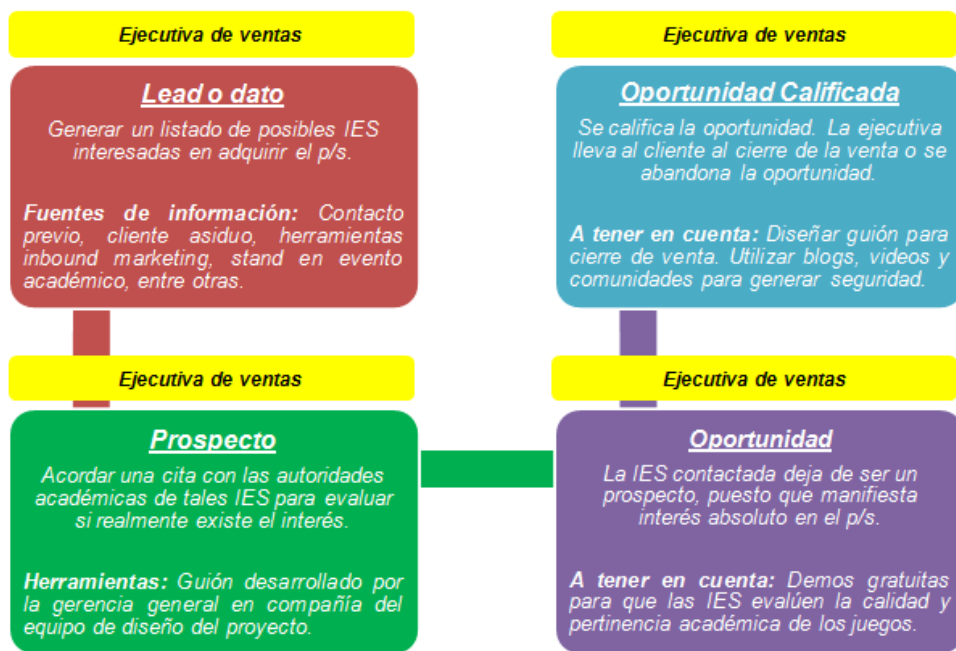 Ejecutiva de ventas
Lead o dato
Generar un listado de posibles IES
interesadas en adquirir el p/s.
Fuentes de información: Contacto
previo, cliente asiduo, herramientas
inbound marketing, stand en evento
académico, entre otras.
Ejecutiva de ventas
Prospecto
Acordar una cita con las autoridades
académicas de tales IES para evaluar
si realmente existe el interés.
Herramientas: Guión desarrollado por
la gerencia general en compañía del
equipo de diseño del proyecto.
Ejecutiva de ventas
Oportunidad
La IES contactada deja de ser un
prospecto, puesto que manifiesta
interés absoluto en el p/s.
A tener en cuenta: Demos gratuitas
para que las IES evalúen la calidad y
pertinencia académica de los juegos.
Ejecutiva de ventas
Oportunidad Calificada
Se califica la oportunidad. La ejecutiva
lleva al cliente al cierre de la venta o se
abandona la oportunidad.
A tener en cuenta: Diseñar guión para
cierre de venta. Utilizar blogs, videos y
comunidades para generar seguridad.